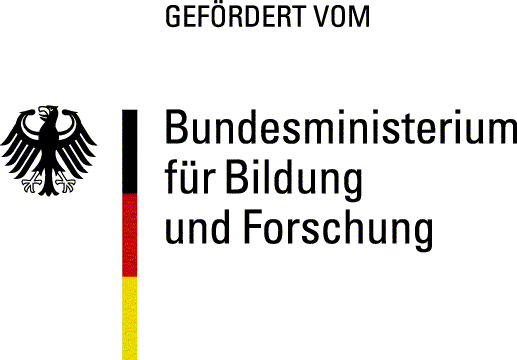 GEFÖRDERT VOM
Bundesministerium
für Bildung
und Forschung